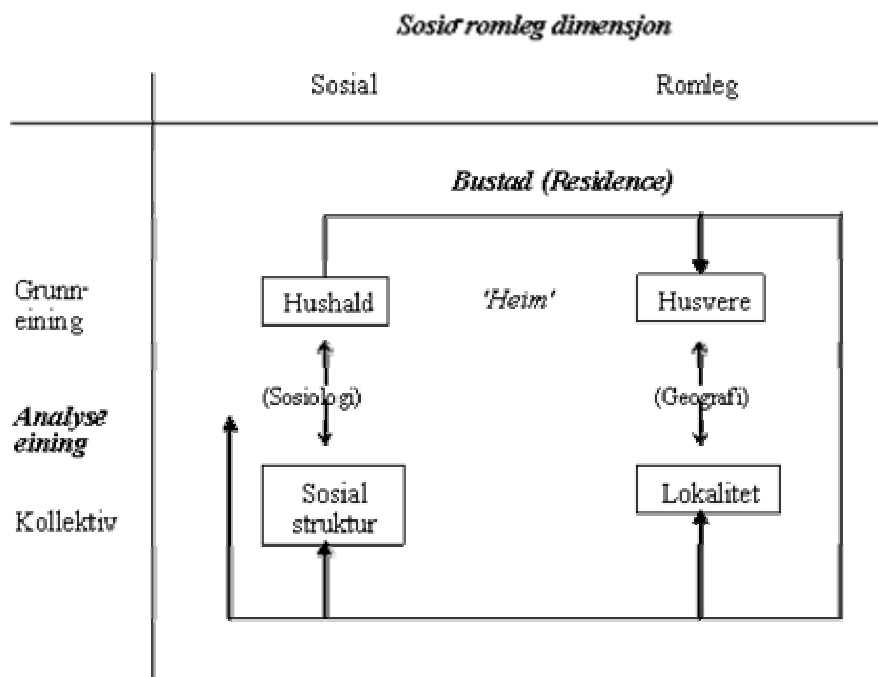 Sosio romleg dimensjon
Sosial Romleg
Bustad (Residence)
Grunn-
eining
Hushald 'Heim' Husvere
(Sosiologi) (Geografi)
Analyse
eining
Kollektiv
Sosial
struktur
Lokalitet